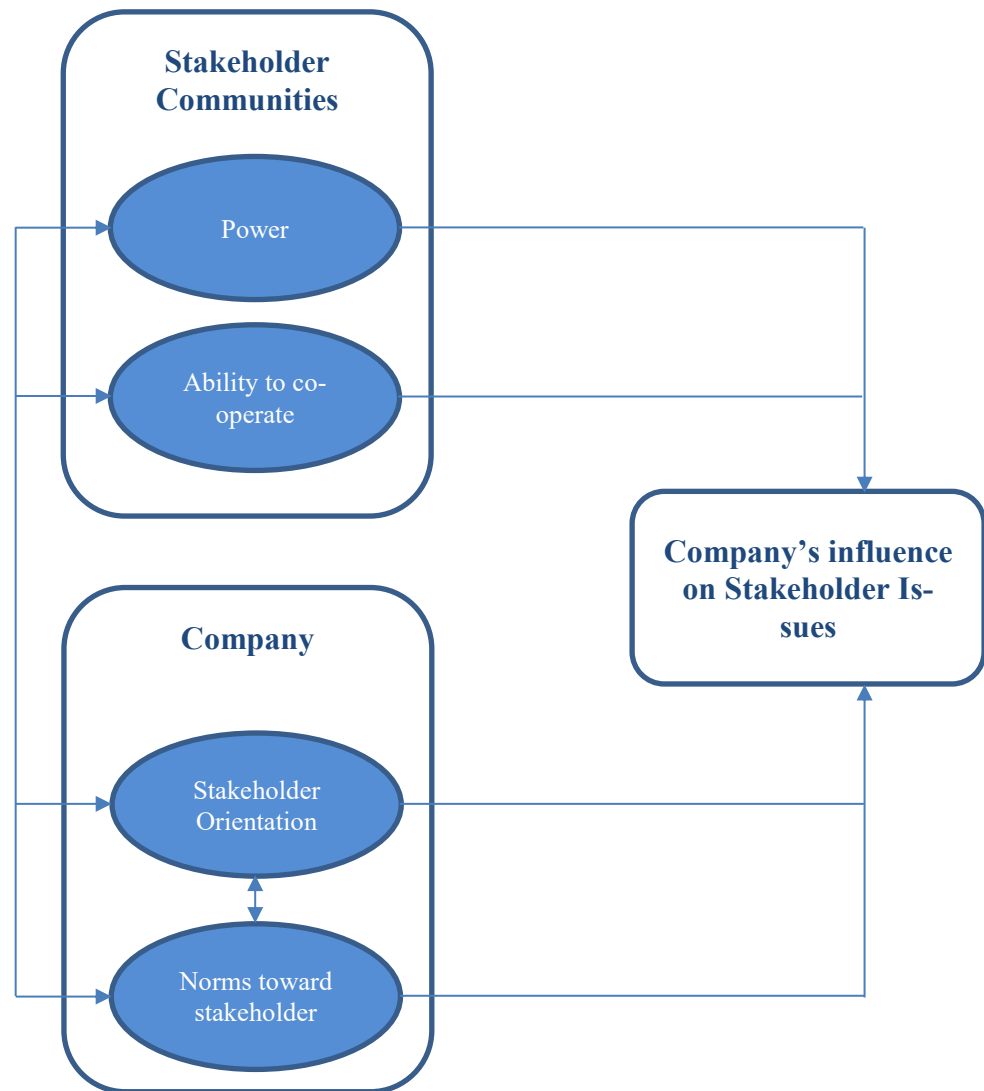 Stakeholder
Communities
Power
Ability to co-
operate
Company's influence
on Stakeholder Is-
sues
Company
Stakeholder
Orientation
Norms toward
stakeholder